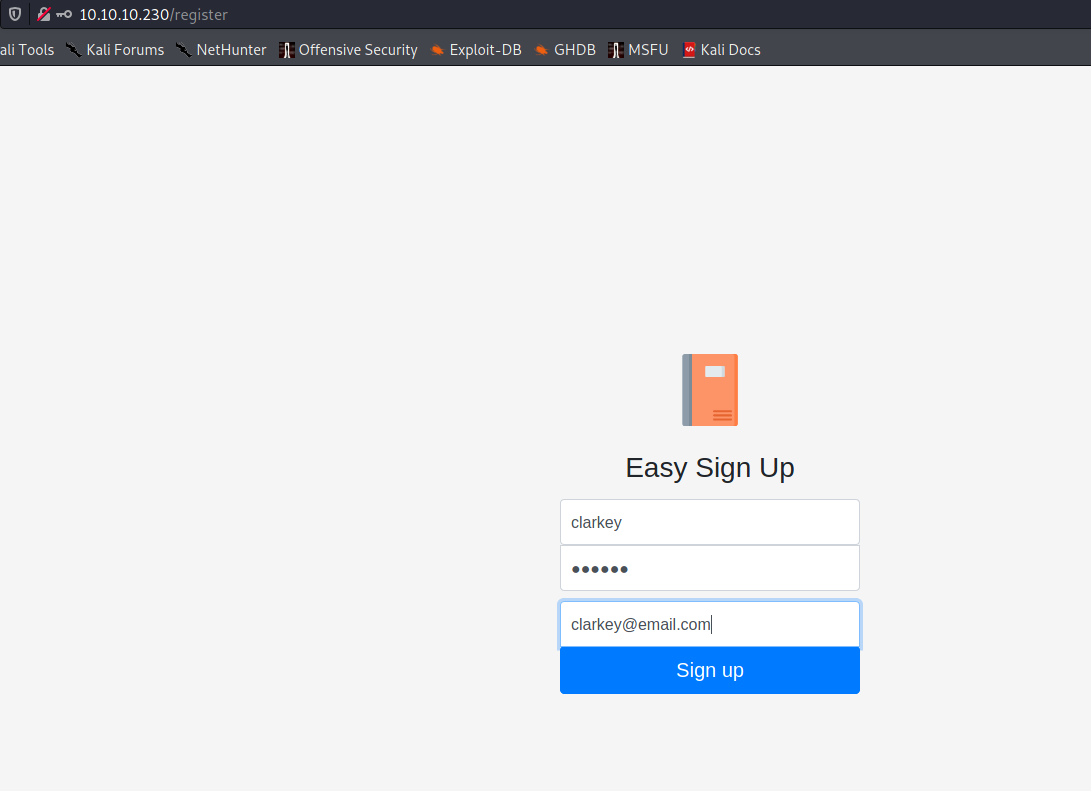 10.10.10.230/register
ali Tools Kali Forums NetHunter Offensive Security Exploit-DB GHDB MSFU Kali Docs
Easy Sign Up
clarkey
●●●●●●
clarkey@email.com
Sign up